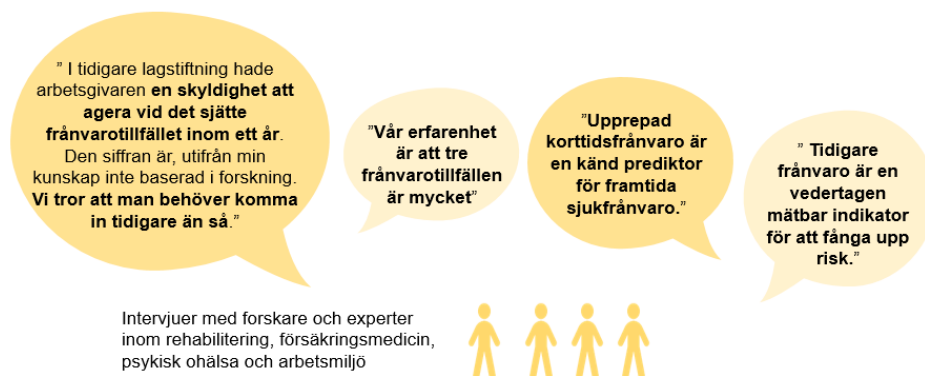 ” I tidigare lagstiftning hade
arbetsgivaren en skyldighet att
agera vid det sjätte
frånvarotillfället inom ett år.
Den siffran är, utifrån min
kunskap inte baserad i forskning.
Vi tror att man behöver komma
in tidigare än så.”
”Vår erfarenhet
är att tre
frånvarotillfällen
är mycket”
”Upprepad
korttidsfrånvaro är
en känd prediktor
för framtida
sjukfrånvaro.”
” Tidigare
frånvaro är en
vedertagen
mätbar indikator
för att fånga upp
risk.”
Intervjuer med forskare och experter
inom rehabilitering, försäkringsmedicin,
psykisk ohälsa och arbetsmiljö